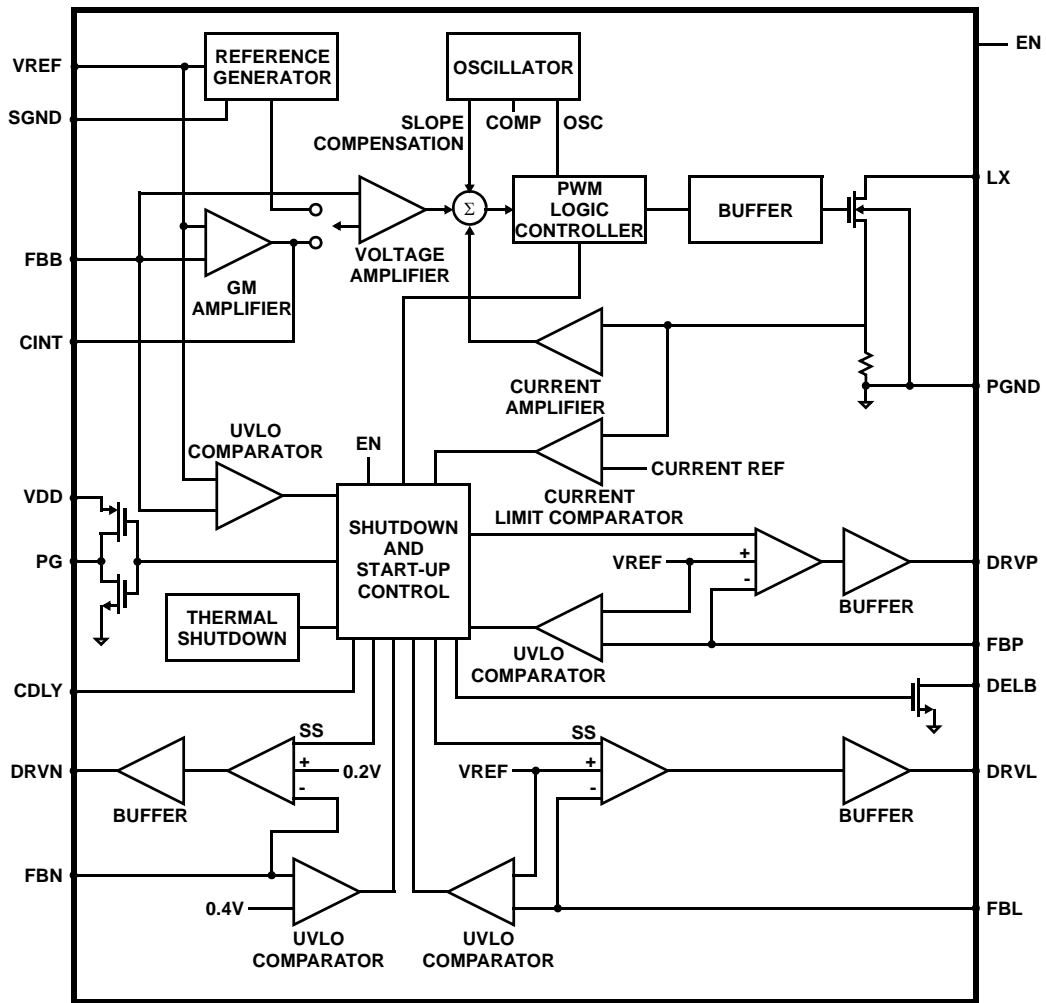 EN
VREF
REFERENCE
GENERATOR
OSCILLATOR
SGND
SLOPE
COMPENSATION
COMP
OSC
LX
PWM
LOGIC
CONTROLLER
BUFFER
Σ
FBB
GM
AMPLIFIER
VOLTAGE
AMPLIFIER
CINT
CURRENT
AMPLIFIER
PGND
UVLO
COMPARATOR
EN
CURRENT REF
VDD
CURRENT
LIMIT COMPARATOR
SHUTDOWN
AND
START-UP
CONTROL
PG
VREF
+
-
DRVP
BUFFER
THERMAL
SHUTDOWN
UVLO
COMPARATOR
FBP
CDLY
DELB
SS
SS
DRVN
+
0.2V
-
BUFFER
VREF
+
-
DRVL
BUFFER
FBN
0.4V
FBL
UVLO
COMPARATOR
UVLO
COMPARATOR